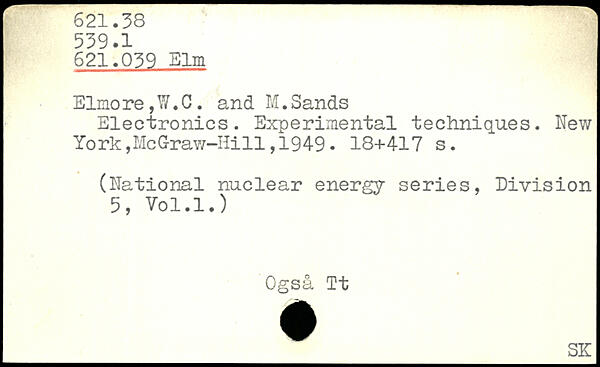 621.38
539.1
621.039 Elm
Elmore,W.C. and M.Sands
Electronics. Experimental techniques. New
York,McGraw-Hill,1949. 18+417 s.
(National nuclear energy series, Division
5, Vol.1.)
Også Tt
SK